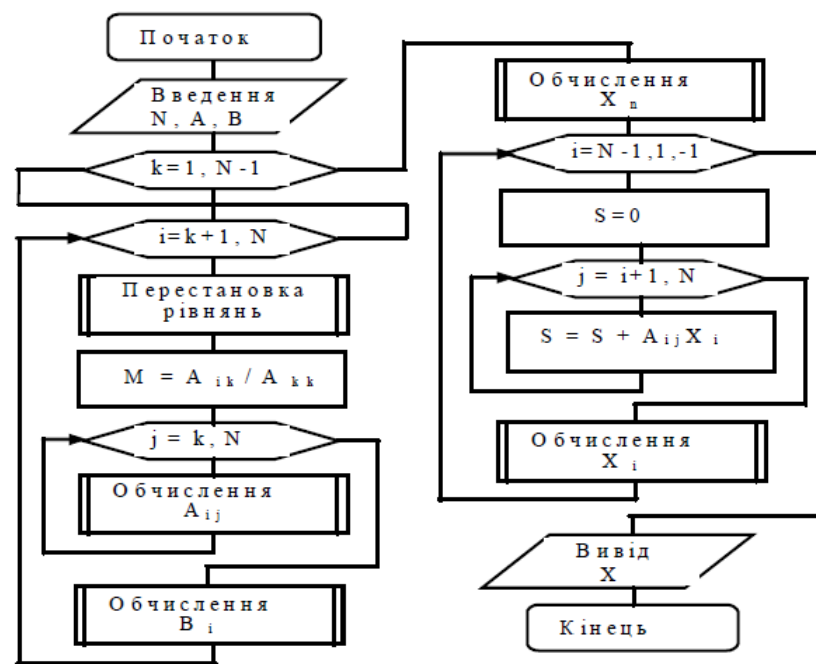 Початок
Введення
N, A, B
k=1, N-1
i=k+1, N
Перестановка
рівнянь
M = A ik / A kk
j = k, N
Обчислення
A ij
Обчислення
B i
Обчислення
X n
i=N-1,1,-1
S=0
j = i+1, N
S = S + A ij X i
Обчислення
X i
Вивід
X
Кінець